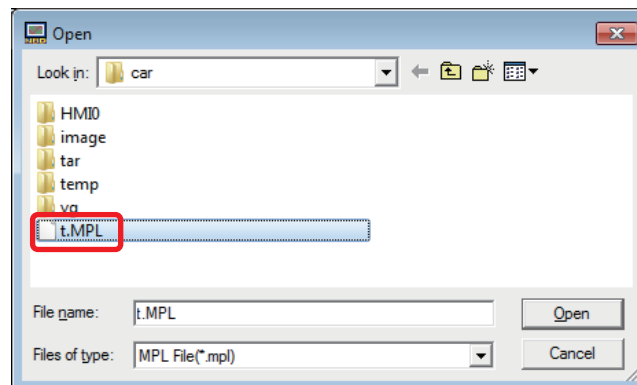 Open
Look in: car
HMI0
image
tar
temp
vg
t.MPL
File name: t.MPL Open
Files of type: MPL File(*.mpl) Cancel